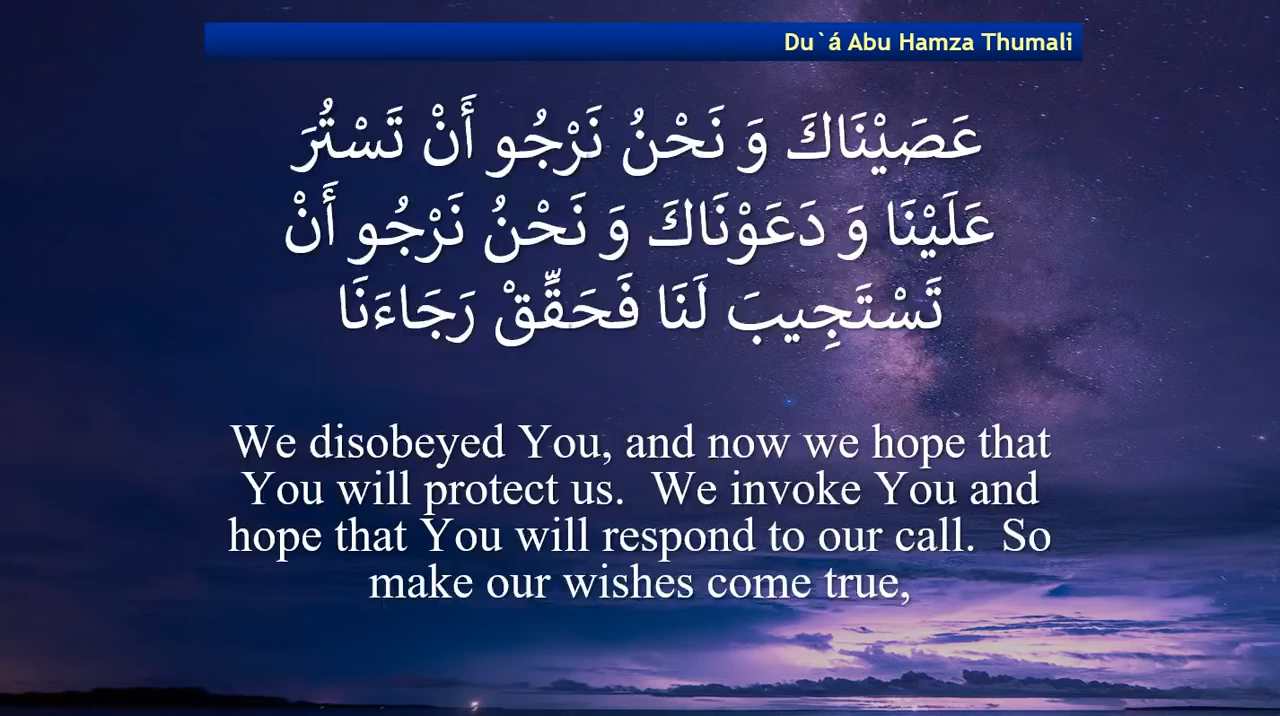 Du`á Abu Hamza Thumali
عَصَيْنَاكَ وَ نَحْنُ نَرْجُو أَنْ تَسْتُرَ
عَلَيْنَا وَ دَعَوْنَاكَ وَ نَحْنُ نَرْجُو أَنْ
تَسْتَجِيبَ لَنَا فَحَقِّقْ رَجَاءَنَا
We disobeyed You, and now we hope that
You will protect us.  We invoke You and
hope that You will respond to our call.  So
make our wishes come true,